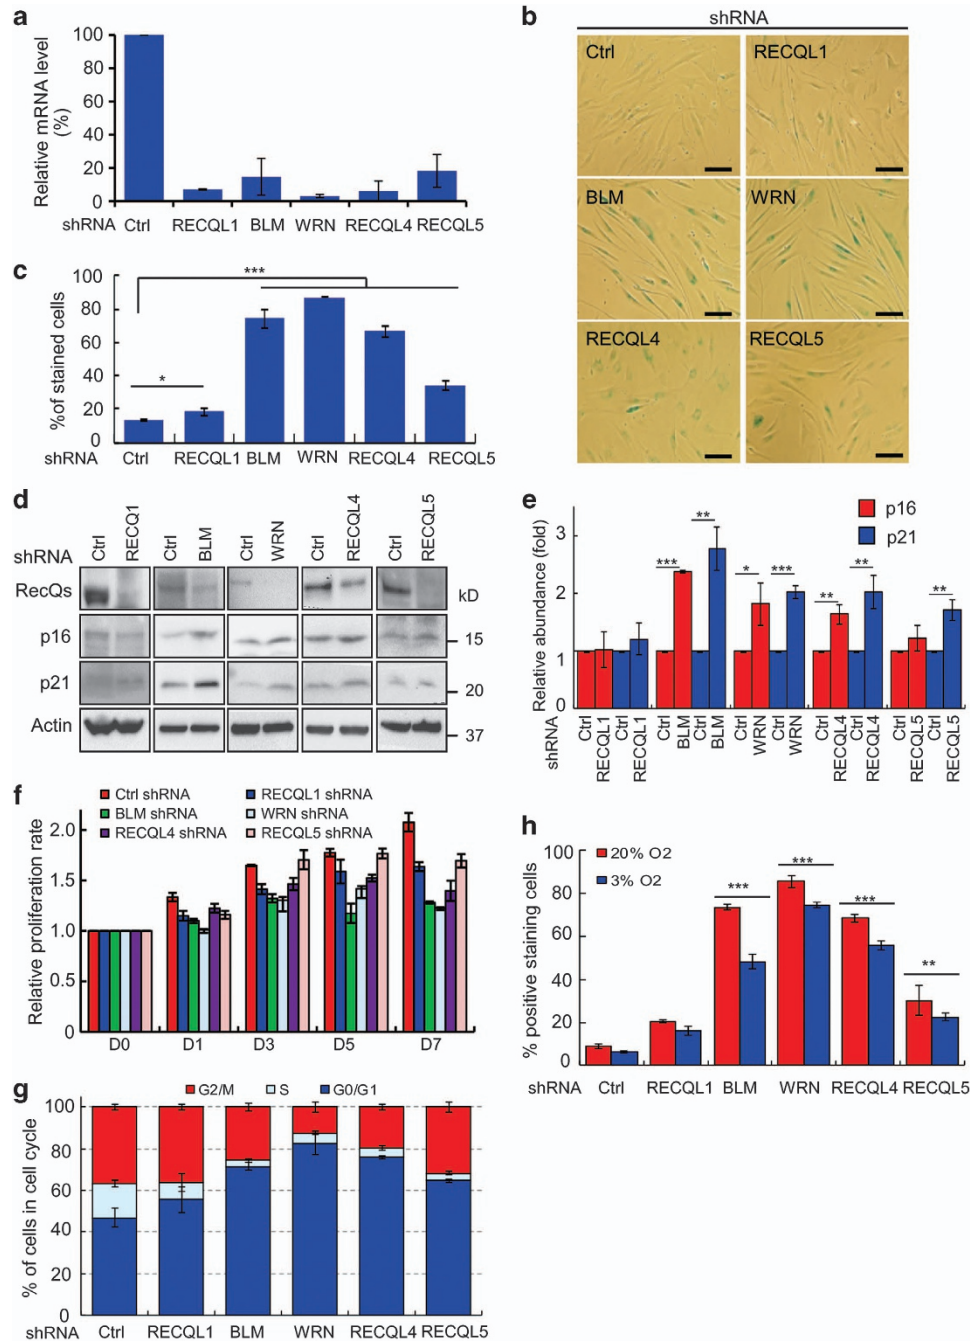 a
Relative mRNA level
(%)
100
80
60
40
20
0
shRNA Ctrl RECQL1 BLM WRN RECQL4 RECQL5
b
shRNA
Ctrl RECQL1
BLM WRN
RECQL4 RECQL5
c
%of stained cells
100
80
60
40
20
0
***
*
shRNA Ctrl RECQL1 BLM WRN RECQL4 RECQL5
d
shRNA Ctrl RECQ1 Ctrl BLM Ctrl WRN Ctrl RECQL4 Ctrl RECQL5
RecQs kD
p16 15
p21 20
Actin 37
e
Relative abundance (fold)
3
2
1
0
p16
p21
*** ** * *** ** ** **
shRNA Ctrl RECQL1 Ctrl RECQL1 Ctrl BLM Ctrl BLM Ctrl WRN Ctrl WRN Ctrl RECQL4 Ctrl RECQL4 Ctrl RECQL5 Ctrl RECQL5
f
Ctrl shRNA RECQL1 shRNA
BLM shRNA WRN shRNA
RECQL4 shRNA RECQL5 shRNA
Relative proliferation rate
2.0
1.5
1.0
1.5
0
D0 D1 D3 D5 D7
g
G2/M S G0/G1
% of cells in cell cycle
100
80
60
40
20
0
shRNA Ctrl RECQL1 BLM WRN RECQL4 RECQL5
h
20% O2
3% O2
% positive staining cells
100
80
60
40
20
0
*** *** *** **
shRNA Ctrl RECQL1 BLM WRN RECQL4 RECQL5